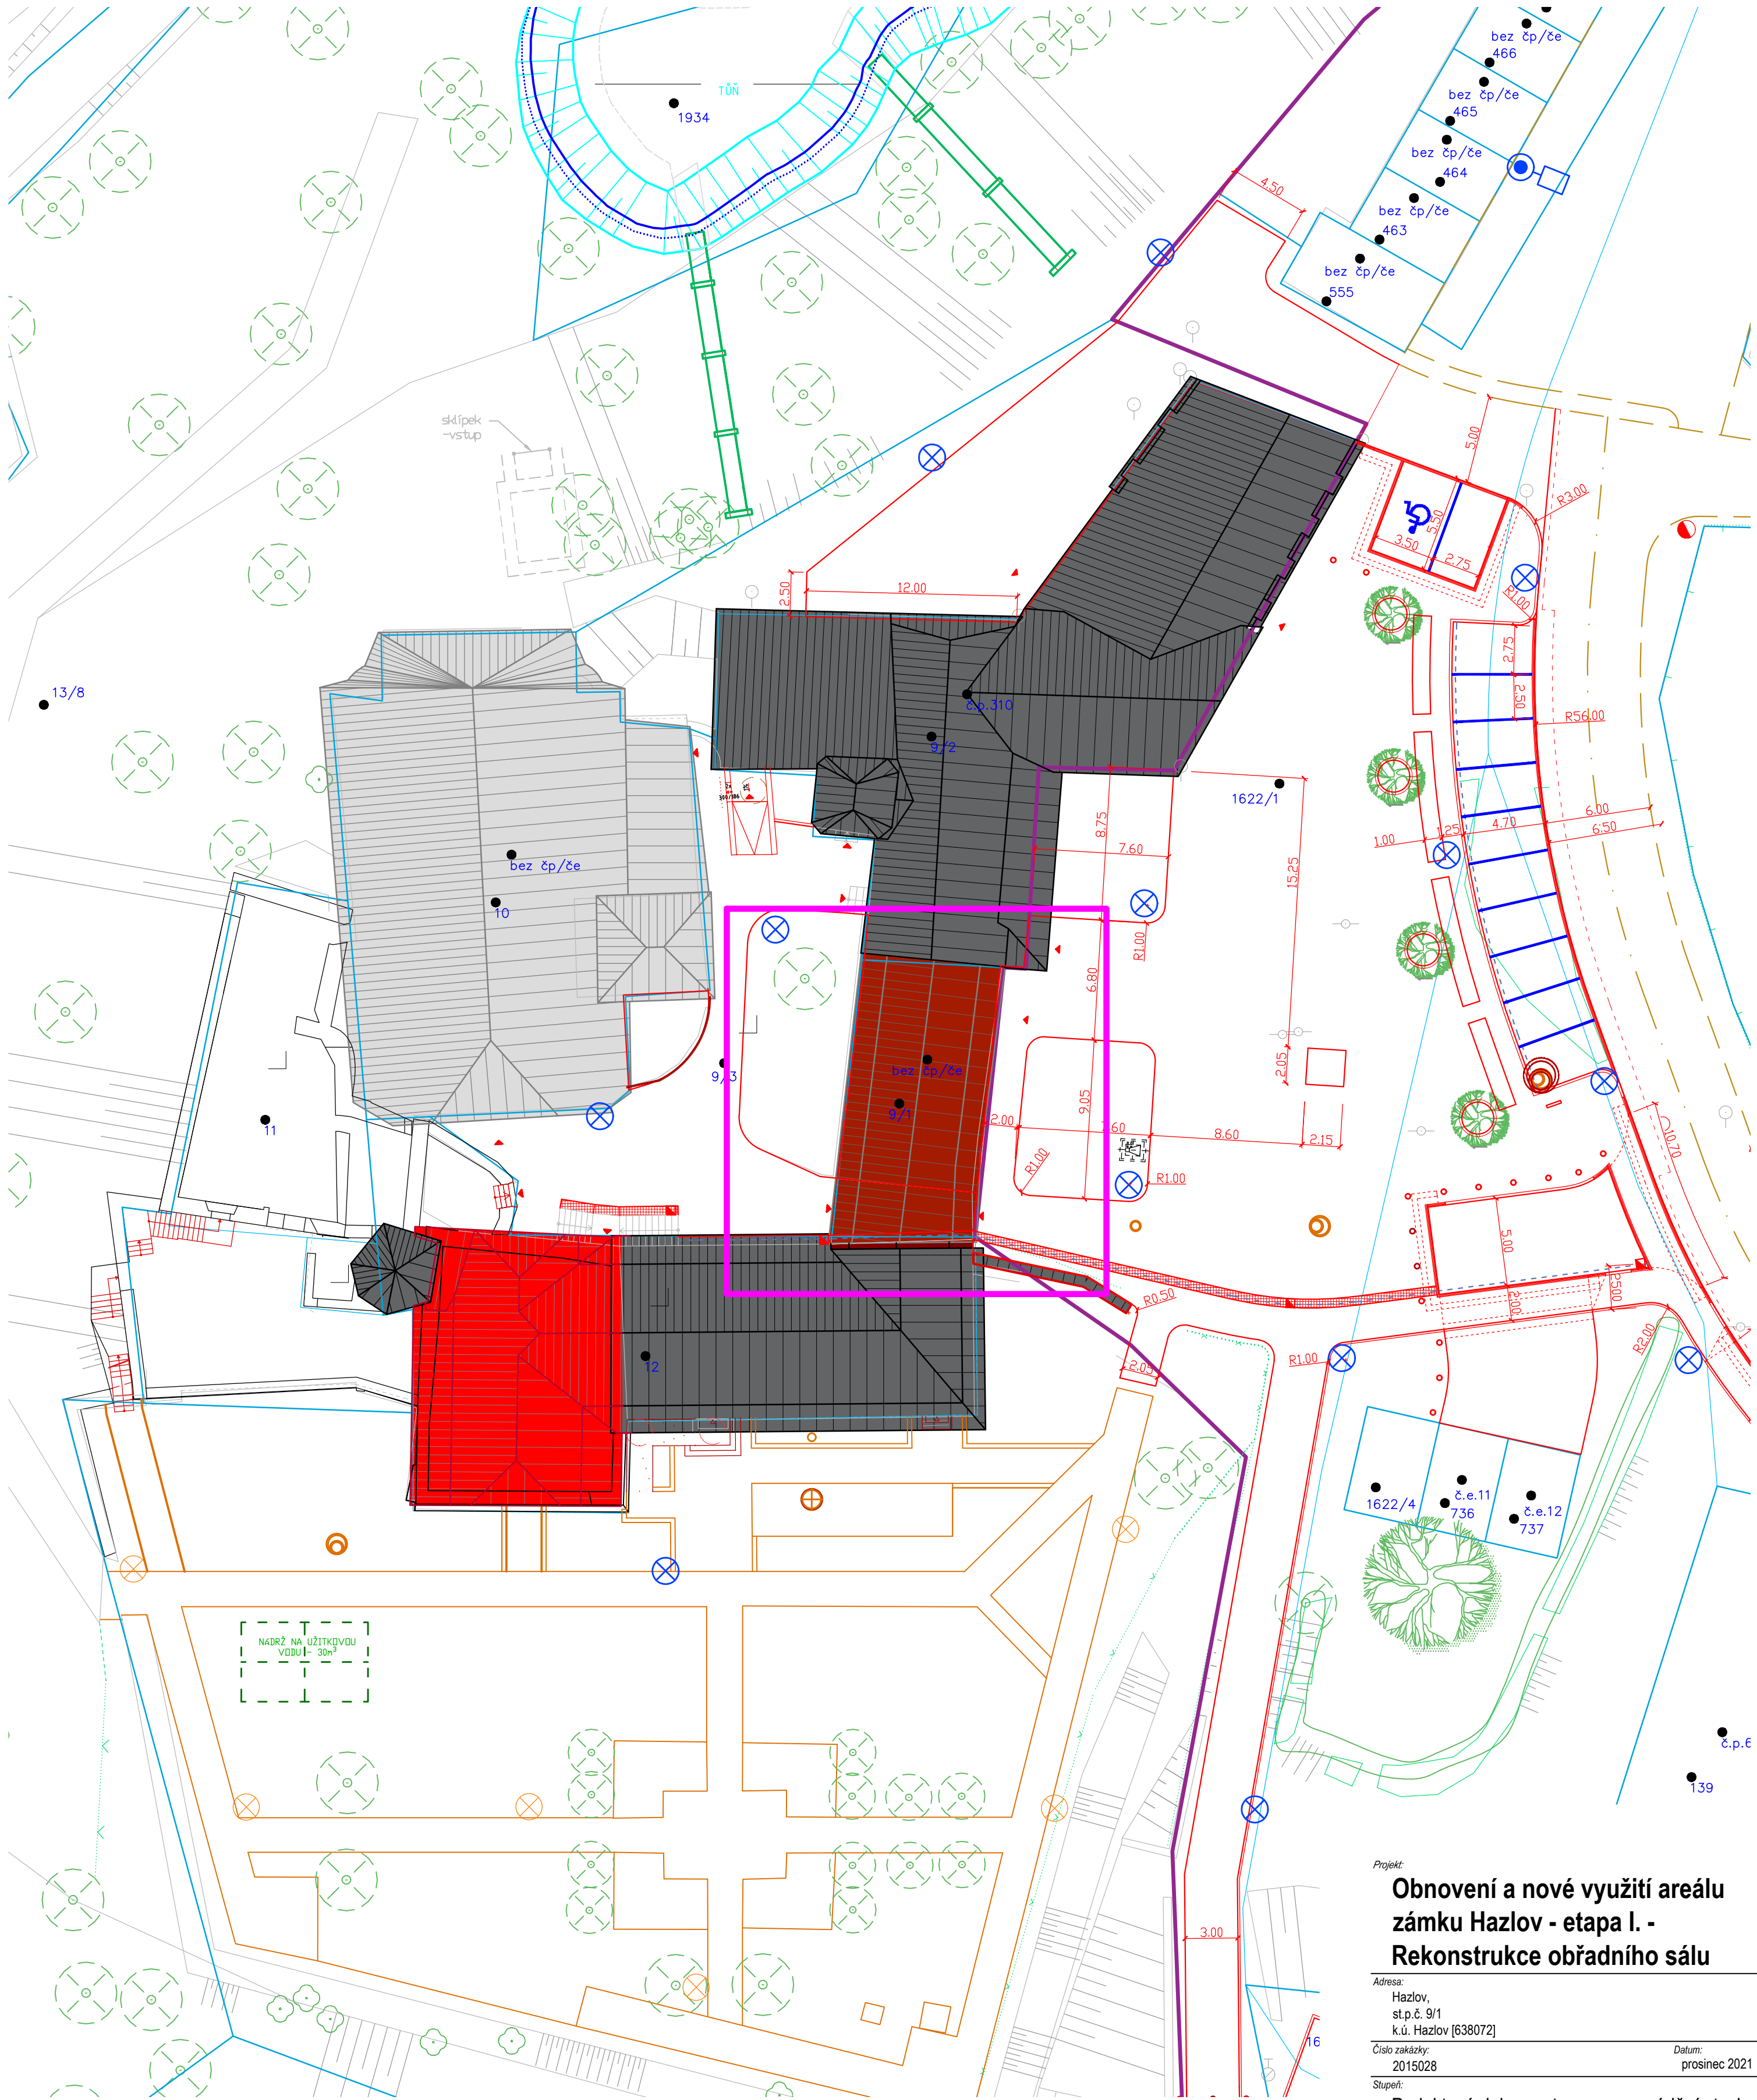 bez čp/če
466
bez čp/če
465
TŮŇ
1934
bez čp/če
464
4.50
bez čp/če
463
bez čp/če
555
sklípek
-vstup
5.00
R3.00
5.50
3.50
2.75
2.50
12.00
R1.00
2.75
13/8
2.50
č.p.310
R56.00
9/2
1622/1
8.75
6.00
1.25
4.70
6.50
1.00
7.60
15.25
bez čp/če
10
R1.00
6.80
9/3
bez čp/če
2.05
9/1
9.05
11
2.00
8.60
2.15
10.70
R1.00
R1.00
5.00
2.00
R0.50
R1.00
R2.00
12
2.05
1622/4
č.e.11
736
č.e.12
737
NÁDRŽ NA UŽITKOVOU
VODU - 30m³
č.p.6
139
3.00
16
Projekt:
Obnovení a nové využití areálu
zámku Hazlov - etapa I. -
Rekonstrukce obřadního sálu
Adresa:
Hazlov,
st.p.č. 9/1
k.ú. Hazlov [638072]
Číslo zakázky:
2015028
Datum:
prosinec 2021
Stupeň: